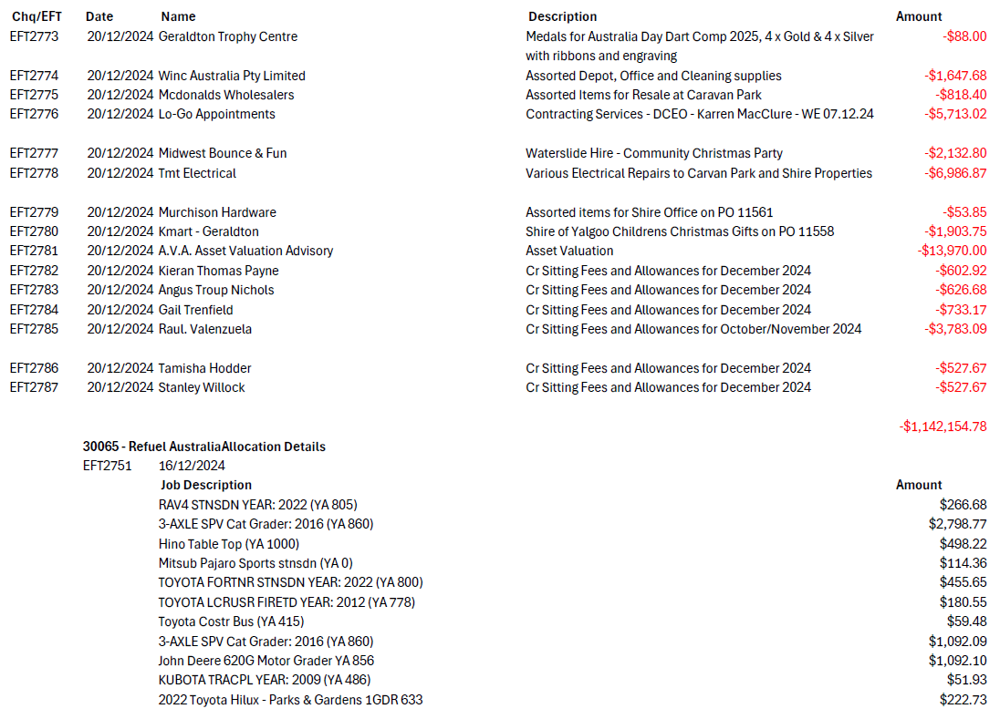 Chq/EFT Date Name Description Amount
EFT2773 20/12/2024 Geraldton Trophy Centre Medals for Australia Day Dart Comp 2025, 4 x Gold & 4 x Silver -$88.00
with ribbons and engraving
EFT2774 20/12/2024 Winc Australia Pty Limited Assorted Depot, Office and Cleaning supplies -$1,647.68
EFT2775 20/12/2024 Mcdonalds Wholesalers Assorted Items for Resale at Caravan Park -$818.40
EFT2776 20/12/2024 Lo-Go Appointments Contracting Services - DCEO - Karren MacClure - WE 07.12.24 -$5,713.02
EFT2777 20/12/2024 Midwest Bounce & Fun Waterslide Hire - Community Christmas Party -$2,132.80
EFT2778 20/12/2024 Tmt Electrical Various Electrical Repairs to Carvan Park and Shire Properties -$6,986.87
EFT2779 20/12/2024 Murchison Hardware Assorted items for Shire Office on PO 11561 -$53.85
EFT2780 20/12/2024 Kmart - Geraldton Shire of Yalgoo Childrens Christmas Gifts on PO 11558 -$1,903.75
EFT2781 20/12/2024 A.V.A. Asset Valuation Advisory Asset Valuation -$13,970.00
EFT2782 20/12/2024 Kieran Thomas Payne Cr Sitting Fees and Allowances for December 2024 -$602.92
EFT2783 20/12/2024 Angus Troup Nichols Cr Sitting Fees and Allowances for December 2024 -$626.68
EFT2784 20/12/2024 Gail Trenfield Cr Sitting Fees and Allowances for December 2024 -$733.17
EFT2785 20/12/2024 Raul. Valenzuela Cr Sitting Fees and Allowances for October/November 2024 -$3,783.09
EFT2786 20/12/2024 Tamisha Hodder Cr Sitting Fees and Allowances for December 2024 -$527.67
EFT2787 20/12/2024 Stanley Willock Cr Sitting Fees and Allowances for December 2024 -$527.67
-$1,142,154.78
30065 - Refuel AustraliaAllocation Details
EFT2751 16/12/2024
Job Description Amount
RAV4 STNSDN YEAR: 2022 (YA 805) $266.68
3-AXLE SPV Cat Grader: 2016 (YA 860) $2,798.77
Hino Table Top (YA 1000) $498.22
Mitsub Pajaro Sports stnsdn (YA 0) $114.36
TOYOTA FORTNR STNSDN YEAR: 2022 (YA 800) $455.65
TOYOTA LCRUSR FIRETD YEAR: 2012 (YA 778) $180.55
Toyota Costr Bus (YA 415) $59.48
3-AXLE SPV Cat Grader: 2016 (YA 860) $1,092.09
John Deere 620G Motor Grader YA 856 $1,092.10
KUBOTA TRACPL YEAR: 2009 (YA 486) $51.93
2022 Toyota Hilux - Parks & Gardens 1GDR 633 $222.73